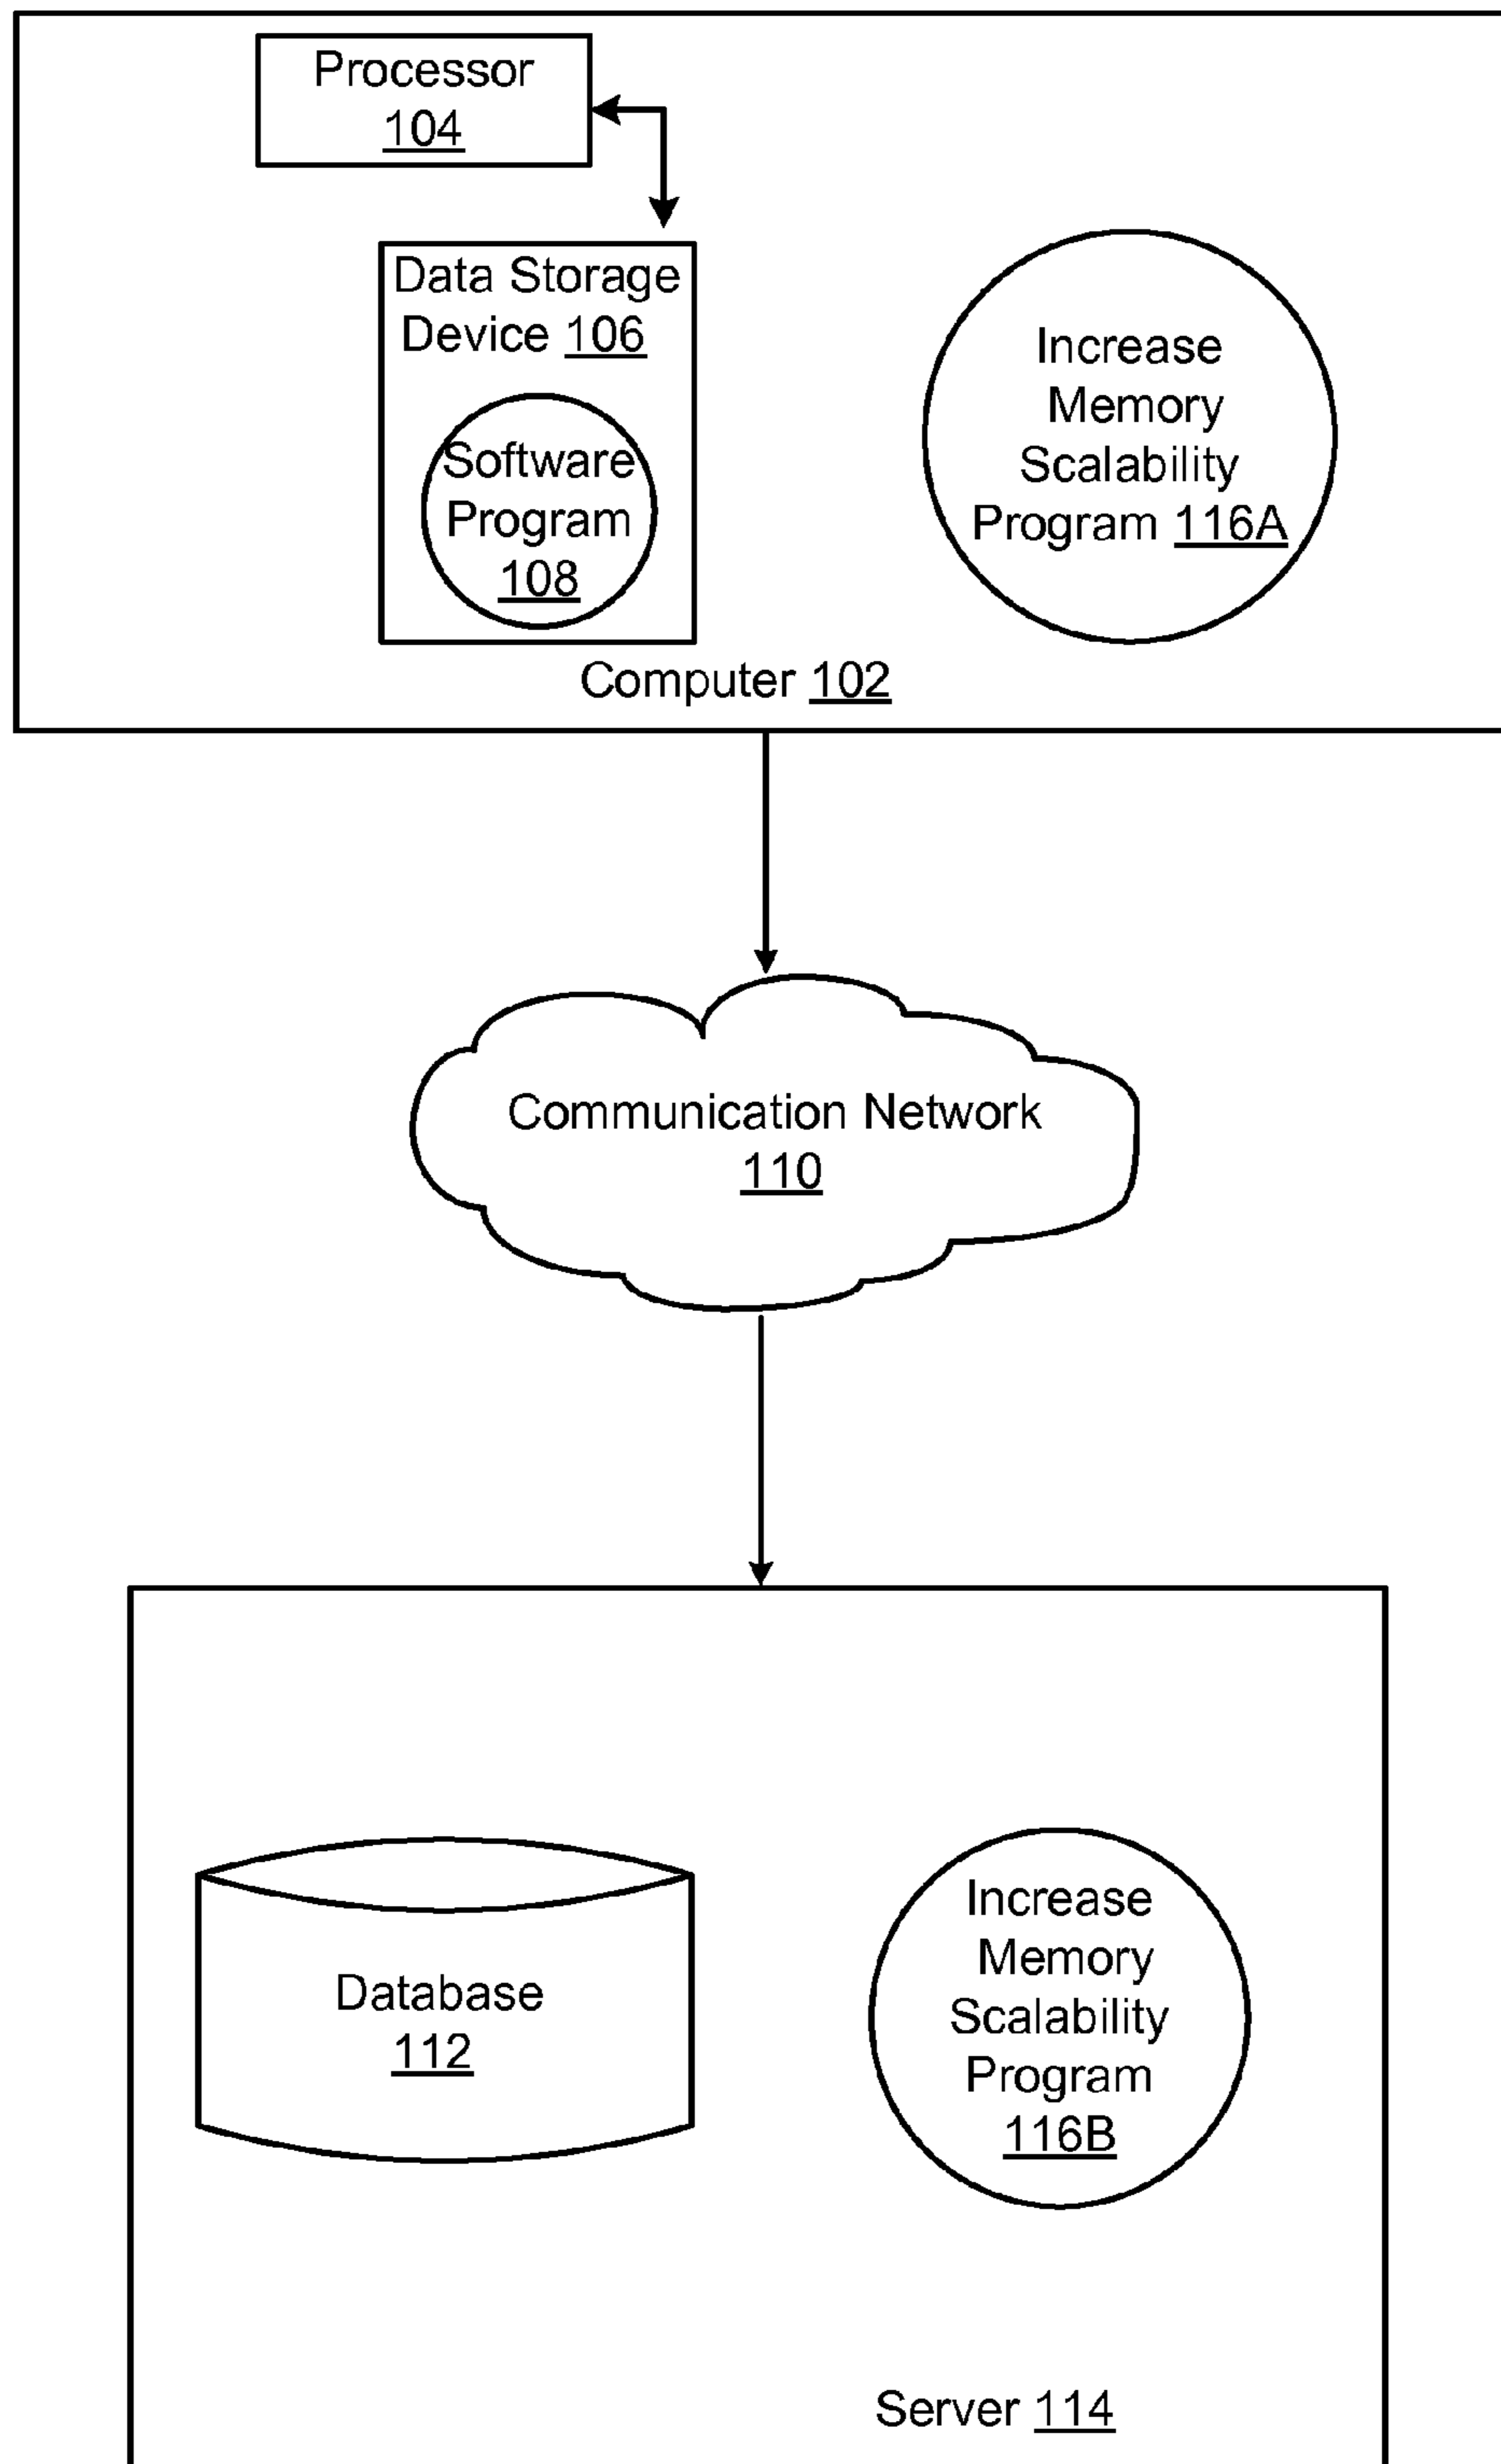 Processor
104
Data Storage
Device 106
Software
Program
108
Increase
Memory
Scalability
Program 116A
Computer 102
Communication Network
110
Database
112
Increase
Memory
Scalability
Program
116B
Server 114